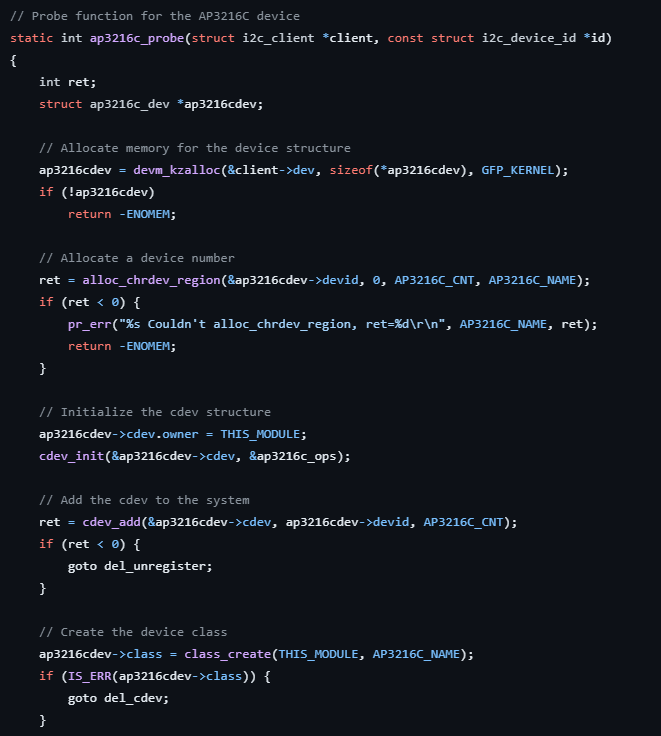 // Probe function for the AP3216C device
static int ap3216c_probe(struct i2c_client *client, const struct i2c_device_id *id)
{
    int ret;
    struct ap3216c_dev *ap3216cdev;

    // Allocate memory for the device structure
    ap3216cdev = devm_kzalloc(&client->dev, sizeof(*ap3216cdev), GFP_KERNEL);
    if (!ap3216cdev)
        return -ENOMEM;

    // Allocate a device number
    ret = alloc_chrdev_region(&ap3216cdev->devid, 0, AP3216C_CNT, AP3216C_NAME);
    if (ret < 0) {
        pr_err("%s Couldn't alloc_chrdev_region, ret=%d\r\n", AP3216C_NAME, ret);
        return -ENOMEM;
    }

    // Initialize the cdev structure
    ap3216cdev->cdev.owner = THIS_MODULE;
    cdev_init(&ap3216cdev->cdev, &ap3216c_ops);

    // Add the cdev to the system
    ret = cdev_add(&ap3216cdev->cdev, ap3216cdev->devid, AP3216C_CNT);
    if (ret < 0) {
        goto del_unregister;
    }

    // Create the device class
    ap3216cdev->class = class_create(THIS_MODULE, AP3216C_NAME);
    if (IS_ERR(ap3216cdev->class)) {
        goto del_cdev;
    }